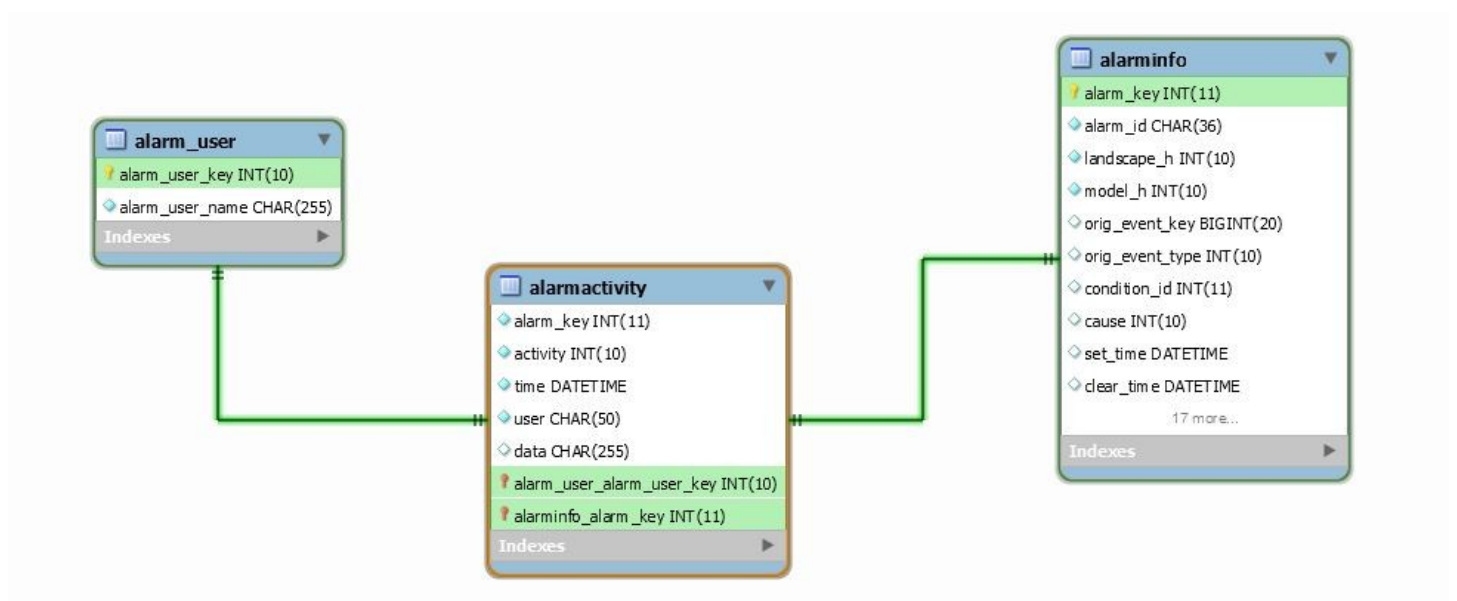 alarm_user
alarm_user_key INT(10)
alarm_user_name CHAR(255)
Indexes
alarmactivity
alarm_key INT(11)
activity INT(10)
time DATETIME
user CHAR(50)
data CHAR(255)
alarm_user_alarm_user_key INT(10)
alarminfo_alarm_key INT(11)
Indexes
alarminfo
alarm_key INT(11)
alarm_id CHAR(36)
landscape_h INT(10)
model_h INT(10)
orig_event_key BIGINT(20)
orig_event_type INT(10)
condition_id INT(11)
cause INT(10)
set_time DATETIME
clear_time DATETIME
17 more...
Indexes